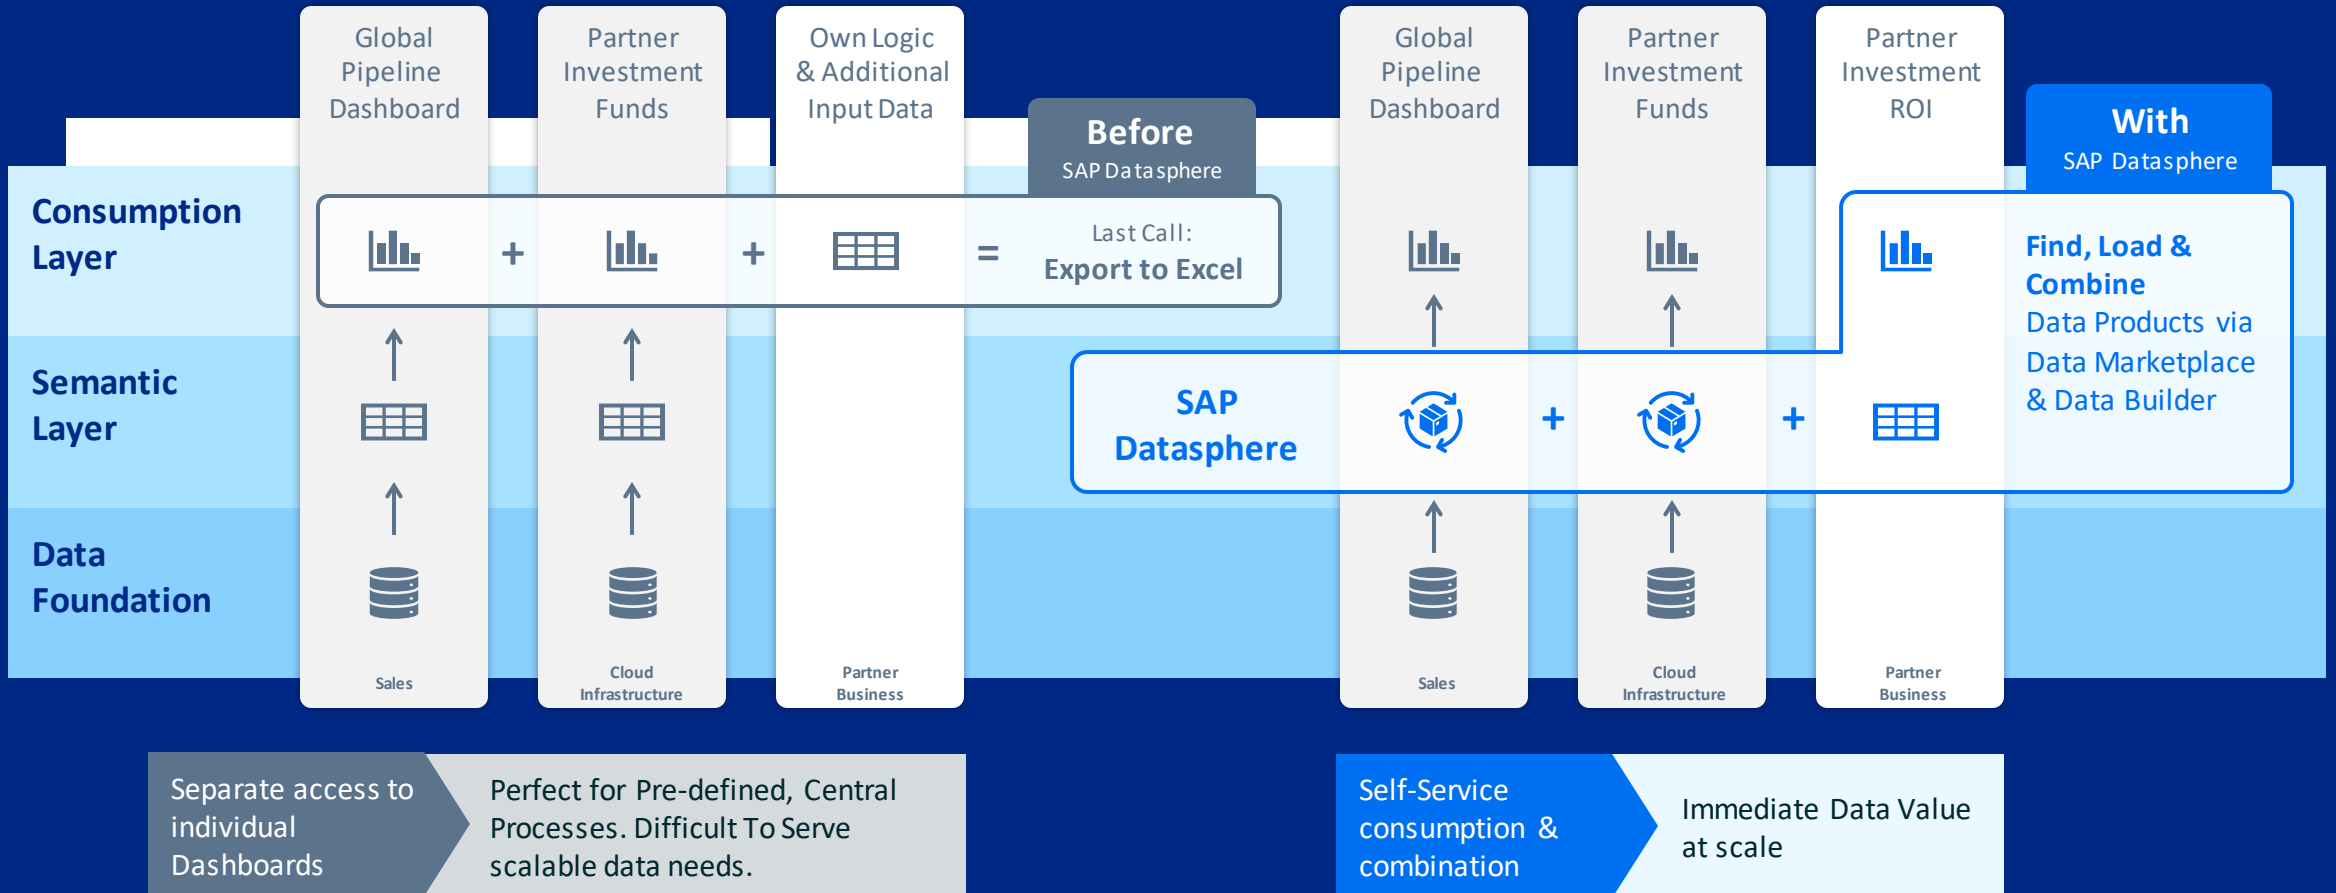 Global
Pipeline
Dashboard
Partner
Investment
Funds
Own Logic
& Additional
Input Data
Before
SAP Datasphere
Global
Pipeline
Dashboard
Partner
Investment
Funds
Partner
Investment
ROI
With
SAP Datasphere
Consumption
Layer
+
+
=
Last Call:
Export to Excel
Find, Load &
Combine
Data Products via
Data Marketplace
& Data Builder
Semantic
Layer
SAP
Datasphere
+
+
Data
Foundation
Sales
Cloud
Infrastructure
Partner
Business
Sales
Cloud
Infrastructure
Partner
Business
Separate access to
individual
Dashboards
Perfect for Pre-defined, Central
Processes. Difficult To Serve
scalable data needs.
Self-Service
consumption &
combination
Immediate Data Value
at scale